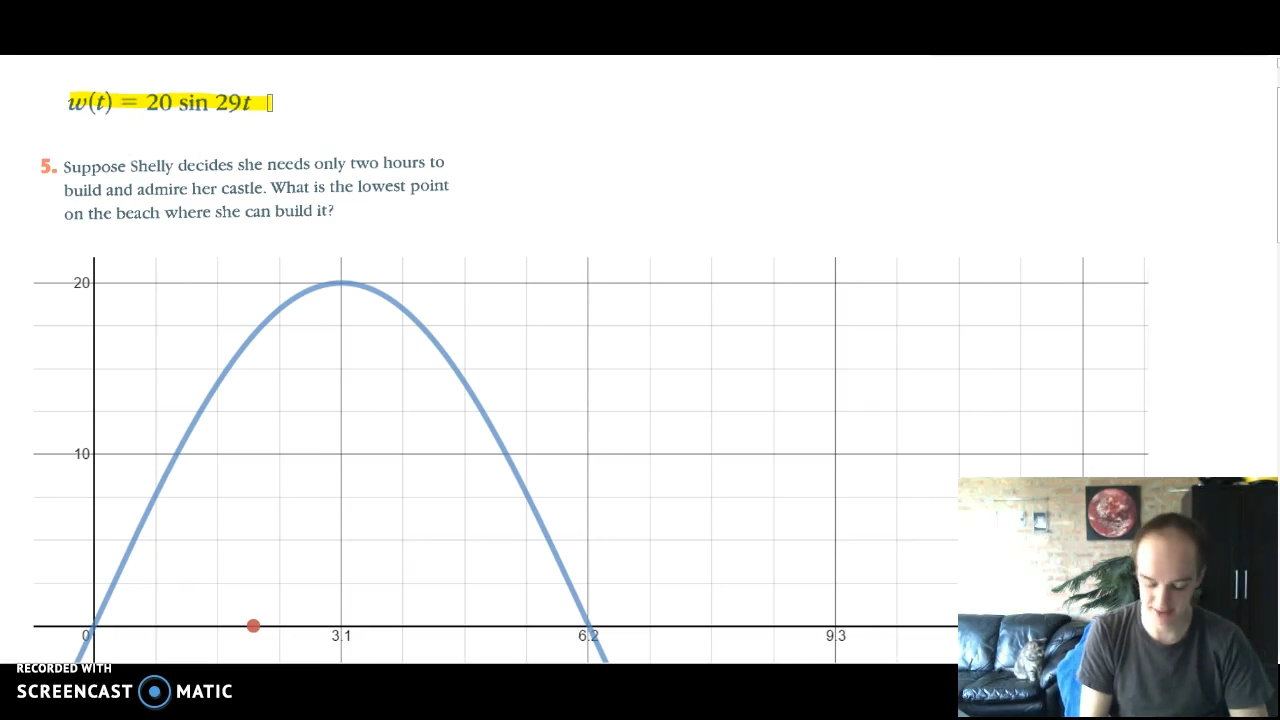 w(t) = 20 sin 29t
5. Suppose Shelly decides she needs only two hours to
build and admire her castle. What is the lowest point
on the beach where she can build it?
20
10
0 3.1 6.2 9.3
RECORDED WITH
SCREENCAST MATIC